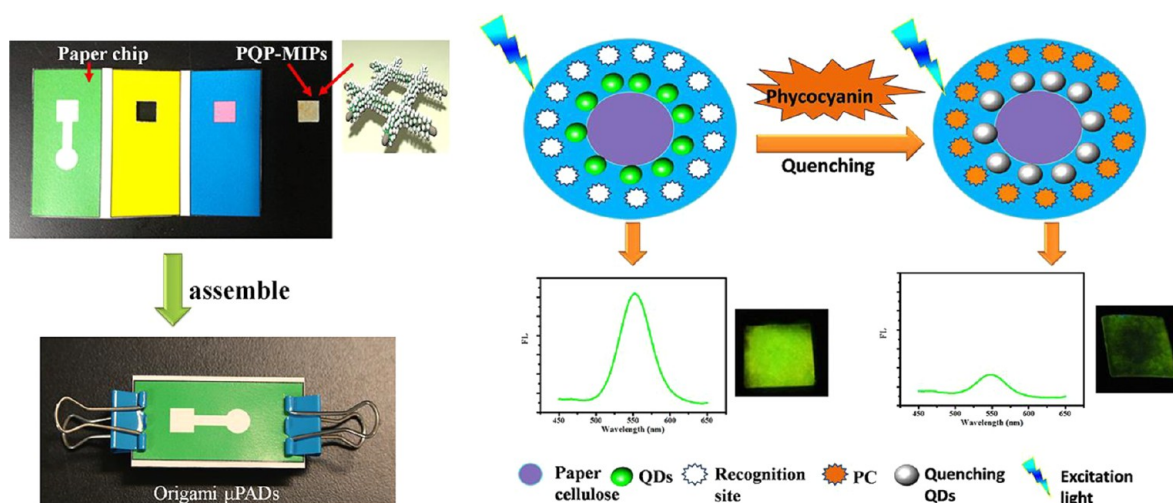 Paper chip
PQP-MIPs
assemble
Origami μPADs
Phycocyanin
Quenching
FL
450 500 550 600 650
Wavelength (nm)
FL
450 500 550 600 650
Wavelength (nm)
Paper
cellulose
QDs
Recognition
site
PC
Quenching
QDs
Excitation
light